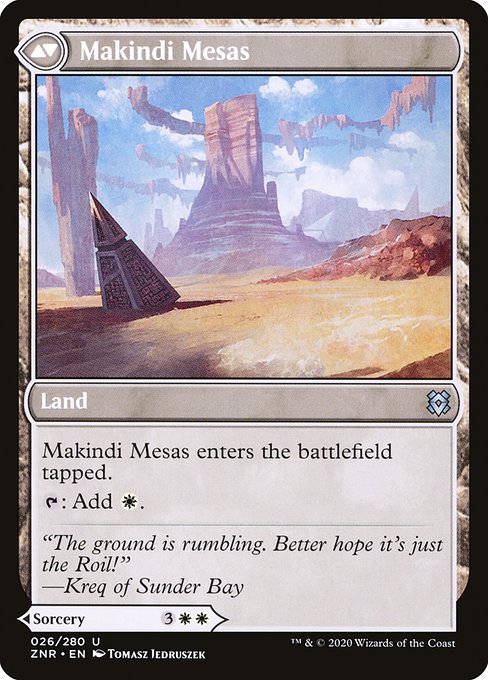 Makindi Mesas
Land
Makindi Mesas enters the battlefield
tapped.
: Add .
“The ground is rumbling. Better hope it’s just
the Roil!”
—Kreq of Sunder Bay
Sorcery 3
026/280 U
ZNR • EN Tomasz Jedruszek
™ & © 2020 Wizards of the Coast